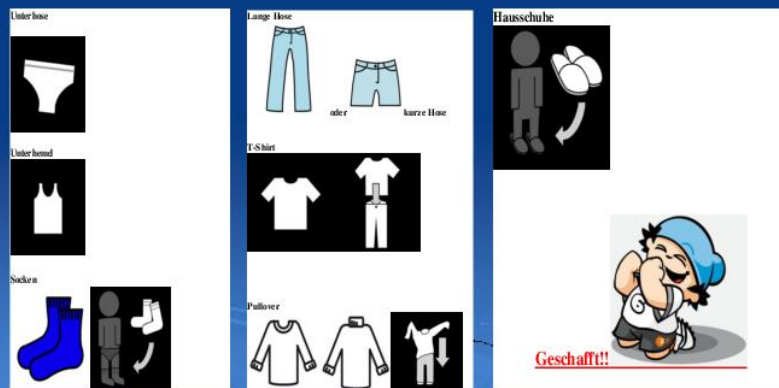 Unterhose
Unterhemd
Socken
Lange Hose
oder kurze Hose
T-Shirt
Pullover
Hausschuhe
Geschafft!!